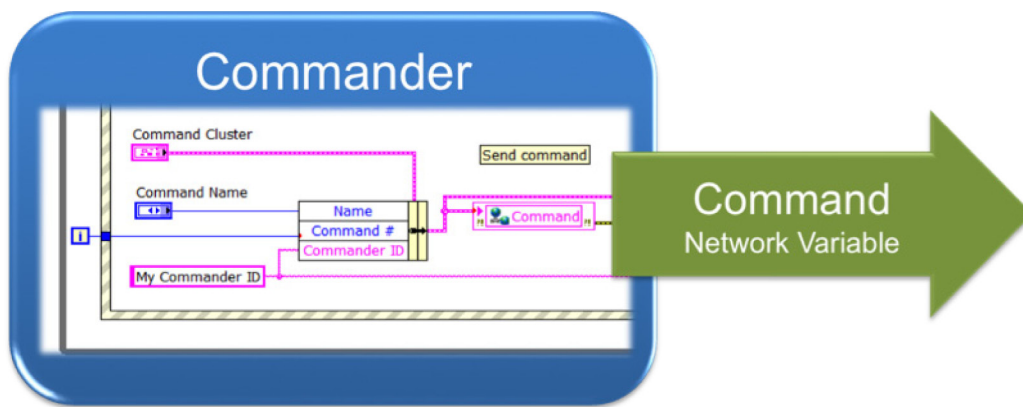 Commander
Command Cluster
Send command
Command Name
Name
Command #
Commander ID
i
Command
My Commander ID
Command
Network Variable